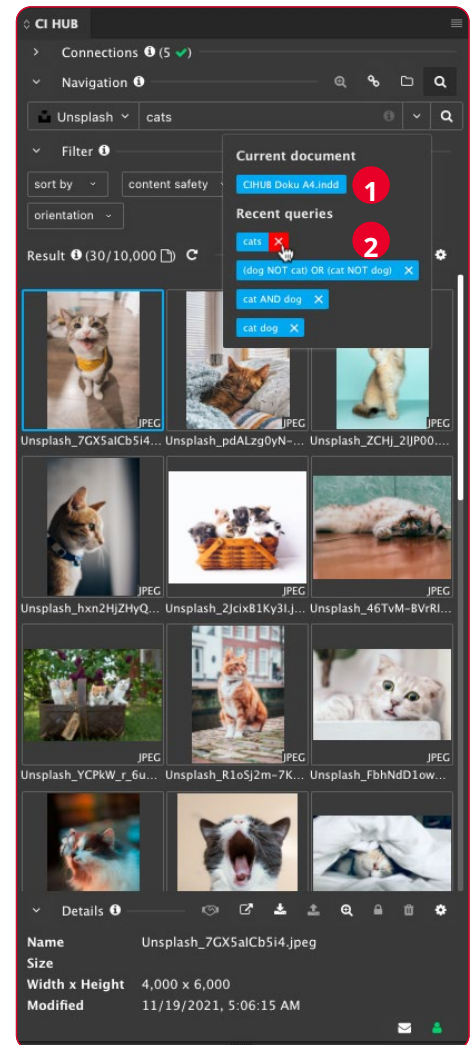 CI HUB
Connections (5 ✔)
Navigation
Unsplash cats
Filter
Current document
sort by content safety
CIHUB Doku A4.indd 1
orientation
Recent queries
cats × 2
Result (30/10,000)
(dog NOT cat) OR (cat NOT dog) ×
cat AND dog ×
cat dog ×
JPEG JPEG JPEG
Unsplash_7GX5aICb5i4... Unsplash_pdALzg0yN-... Unsplash_ZCHj_2IJP00....
JPEG JPEG JPEG
Unsplash_hxn2HjZHyQ... Unsplash_2JcixB1Ky3I.j... Unsplash_46TvM-BVrRI...
JPEG JPEG JPEG
Unsplash_YCPkW_r_6u... Unsplash_R1oSj2m-7K... Unsplash_FbhNdD1ow...
Details
Name Unsplash_7GX5aICb5i4.jpeg
Size
Width x Height 4,000 x 6,000
Modified 11/19/2021, 5:06:15 AM